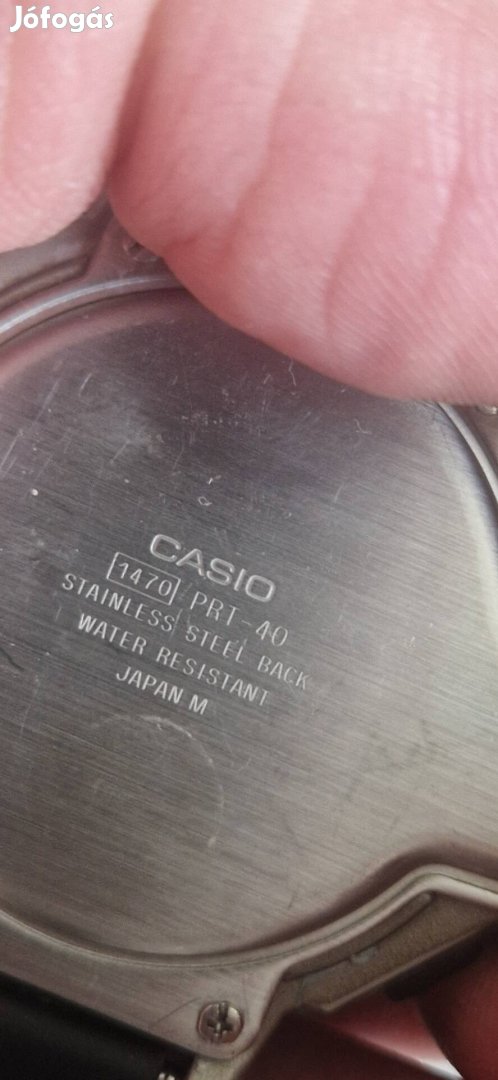 Jófogás
CASIO
1470 PRT-40
STAINLESS STEEL BACK
WATER RESISTANT
JAPAN M